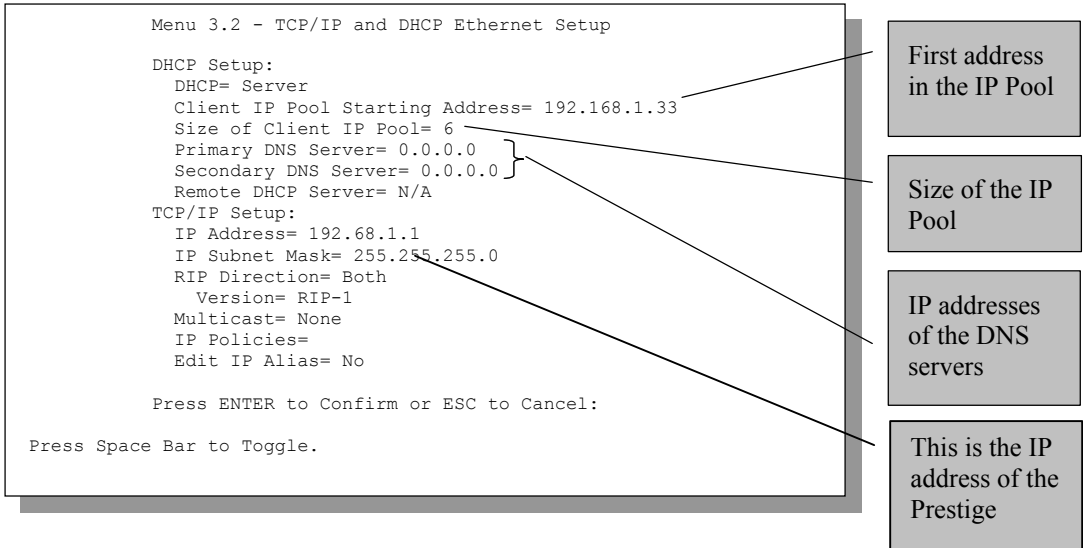 Menu 3.2 - TCP/IP and DHCP Ethernet Setup
DHCP Setup:
DHCP= Server
Client IP Pool Starting Address= 192.168.1.33
Size of Client IP Pool= 6
Primary DNS Server= 0.0.0.0
Secondary DNS Server= 0.0.0.0
Remote DHCP Server= N/A
TCP/IP Setup:
IP Address= 192.68.1.1
IP Subnet Mask= 255.255.255.0
RIP Direction= Both
Version= RIP-1
Multicast= None
IP Policies=
Edit IP Alias= No
Press ENTER to Confirm or ESC to Cancel:
Press Space Bar to Toggle.
First address
in the IP Pool
Size of the IP
Pool
IP addresses
of the DNS
servers
This is the IP
address of the
Prestige